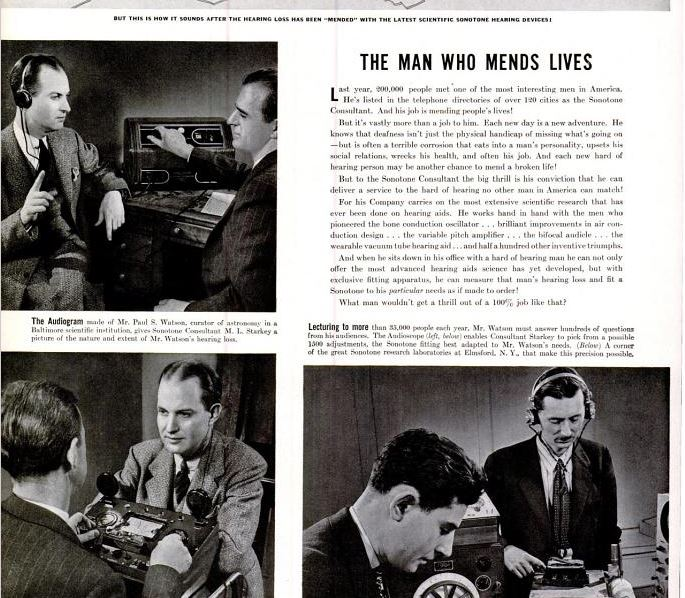 BUT THIS IS HOW IT SOUNDS AFTER THE HEARING LOSS HAS BEEN "MENDED" WITH THE LATEST SCIENTIFIC SONOTONE HEARING DEVICES!
THE MAN WHO MENDS LIVES
Last year, 200,000 people met one of the most interesting men in America.
He's listed in the telephone directories of over 120 cities as the Sonotone
Consultant. And his job is mending people's lives!
But it's vastly more than a job to him. Each new day is a new adventure. He
knows that deafness isn't just the physical handicap of missing what's going on
—but is often a terrible corrosion that eats into a man's personality, upsets his
social relations, wrecks his health, and often his job. And each new hard of
hearing person may be another chance to mend a broken life!
But to the Sonotone Consultant the big thrill is his conviction that he can
deliver a service to the hard of hearing no other man in America can match!
For his Company carries on the most extensive scientific research that has
ever been done on hearing aids. He works hand in hand with the men who
pioneered the bone conduction oscillator . . . brilliant improvements in air con-
duction design . . . the variable pitch amplifier . . . the bifocal audicle . . . the
wearable vacuum tube hearing aid . . . and half a hundred other inventive triumphs.
And when he sits down in his office with a hard of hearing man he can not only
offer the most advanced hearing aids science has yet developed, but with
exclusive fitting apparatus, he can measure that man's hearing loss and fit a
Sonotone to his particular needs as if made to order!
What man wouldn't get a thrill out of a 100% job like that?
The Audiogram made of Mr. Paul S. Watson, curator of astronomy in a
Baltimore scientific institution, gives Sonotone Consultant M. L. Starkey a
picture of the nature and extent of Mr. Watson's hearing loss.
Lecturing to more than 35,000 people each year, Mr. Watson must answer hundreds of questions
from his audiences. The Audioscope (left, below) enables Consultant Starkey to pick from a possible
1500 adjustments, the Sonotone fitting best adapted to Mr. Watson's needs. (Below) A corner
of the great Sonotone research laboratories at Elmsford, N. Y., that make this precision possible.